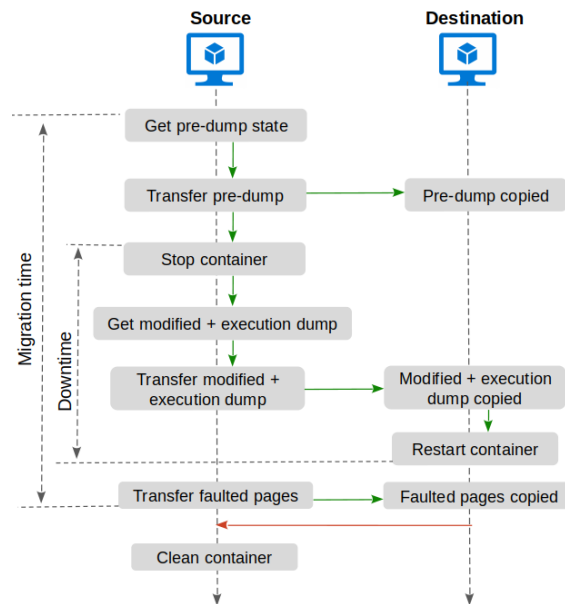 Source
Destination
Get pre-dump state
Transfer pre-dump
Pre-dump copied
Stop container
Get modified + execution dump
Transfer modified +
execution dump
Modified + execution
dump copied
Restart container
Transfer faulted pages
Faulted pages copied
Clean container
Migration time
Downtime